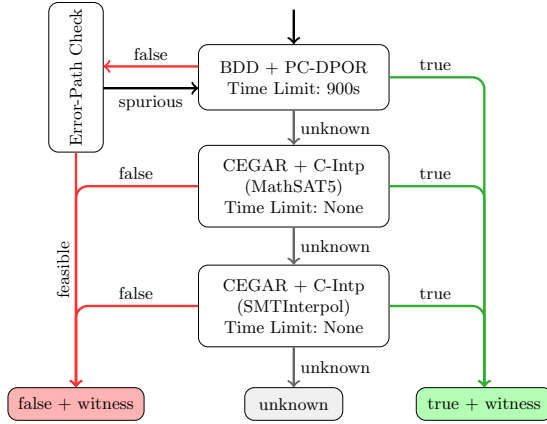 Error-Path Check
false
spurious
BDD + PC-DPOR
Time Limit: 900s
true
unknown
false
CEGAR + C-Intp
(MathSAT5)
Time Limit: None
true
unknown
feasible
false
CEGAR + C-Intp
(SMTInterpol)
Time Limit: None
true
unknown
false + witness
unknown
true + witness